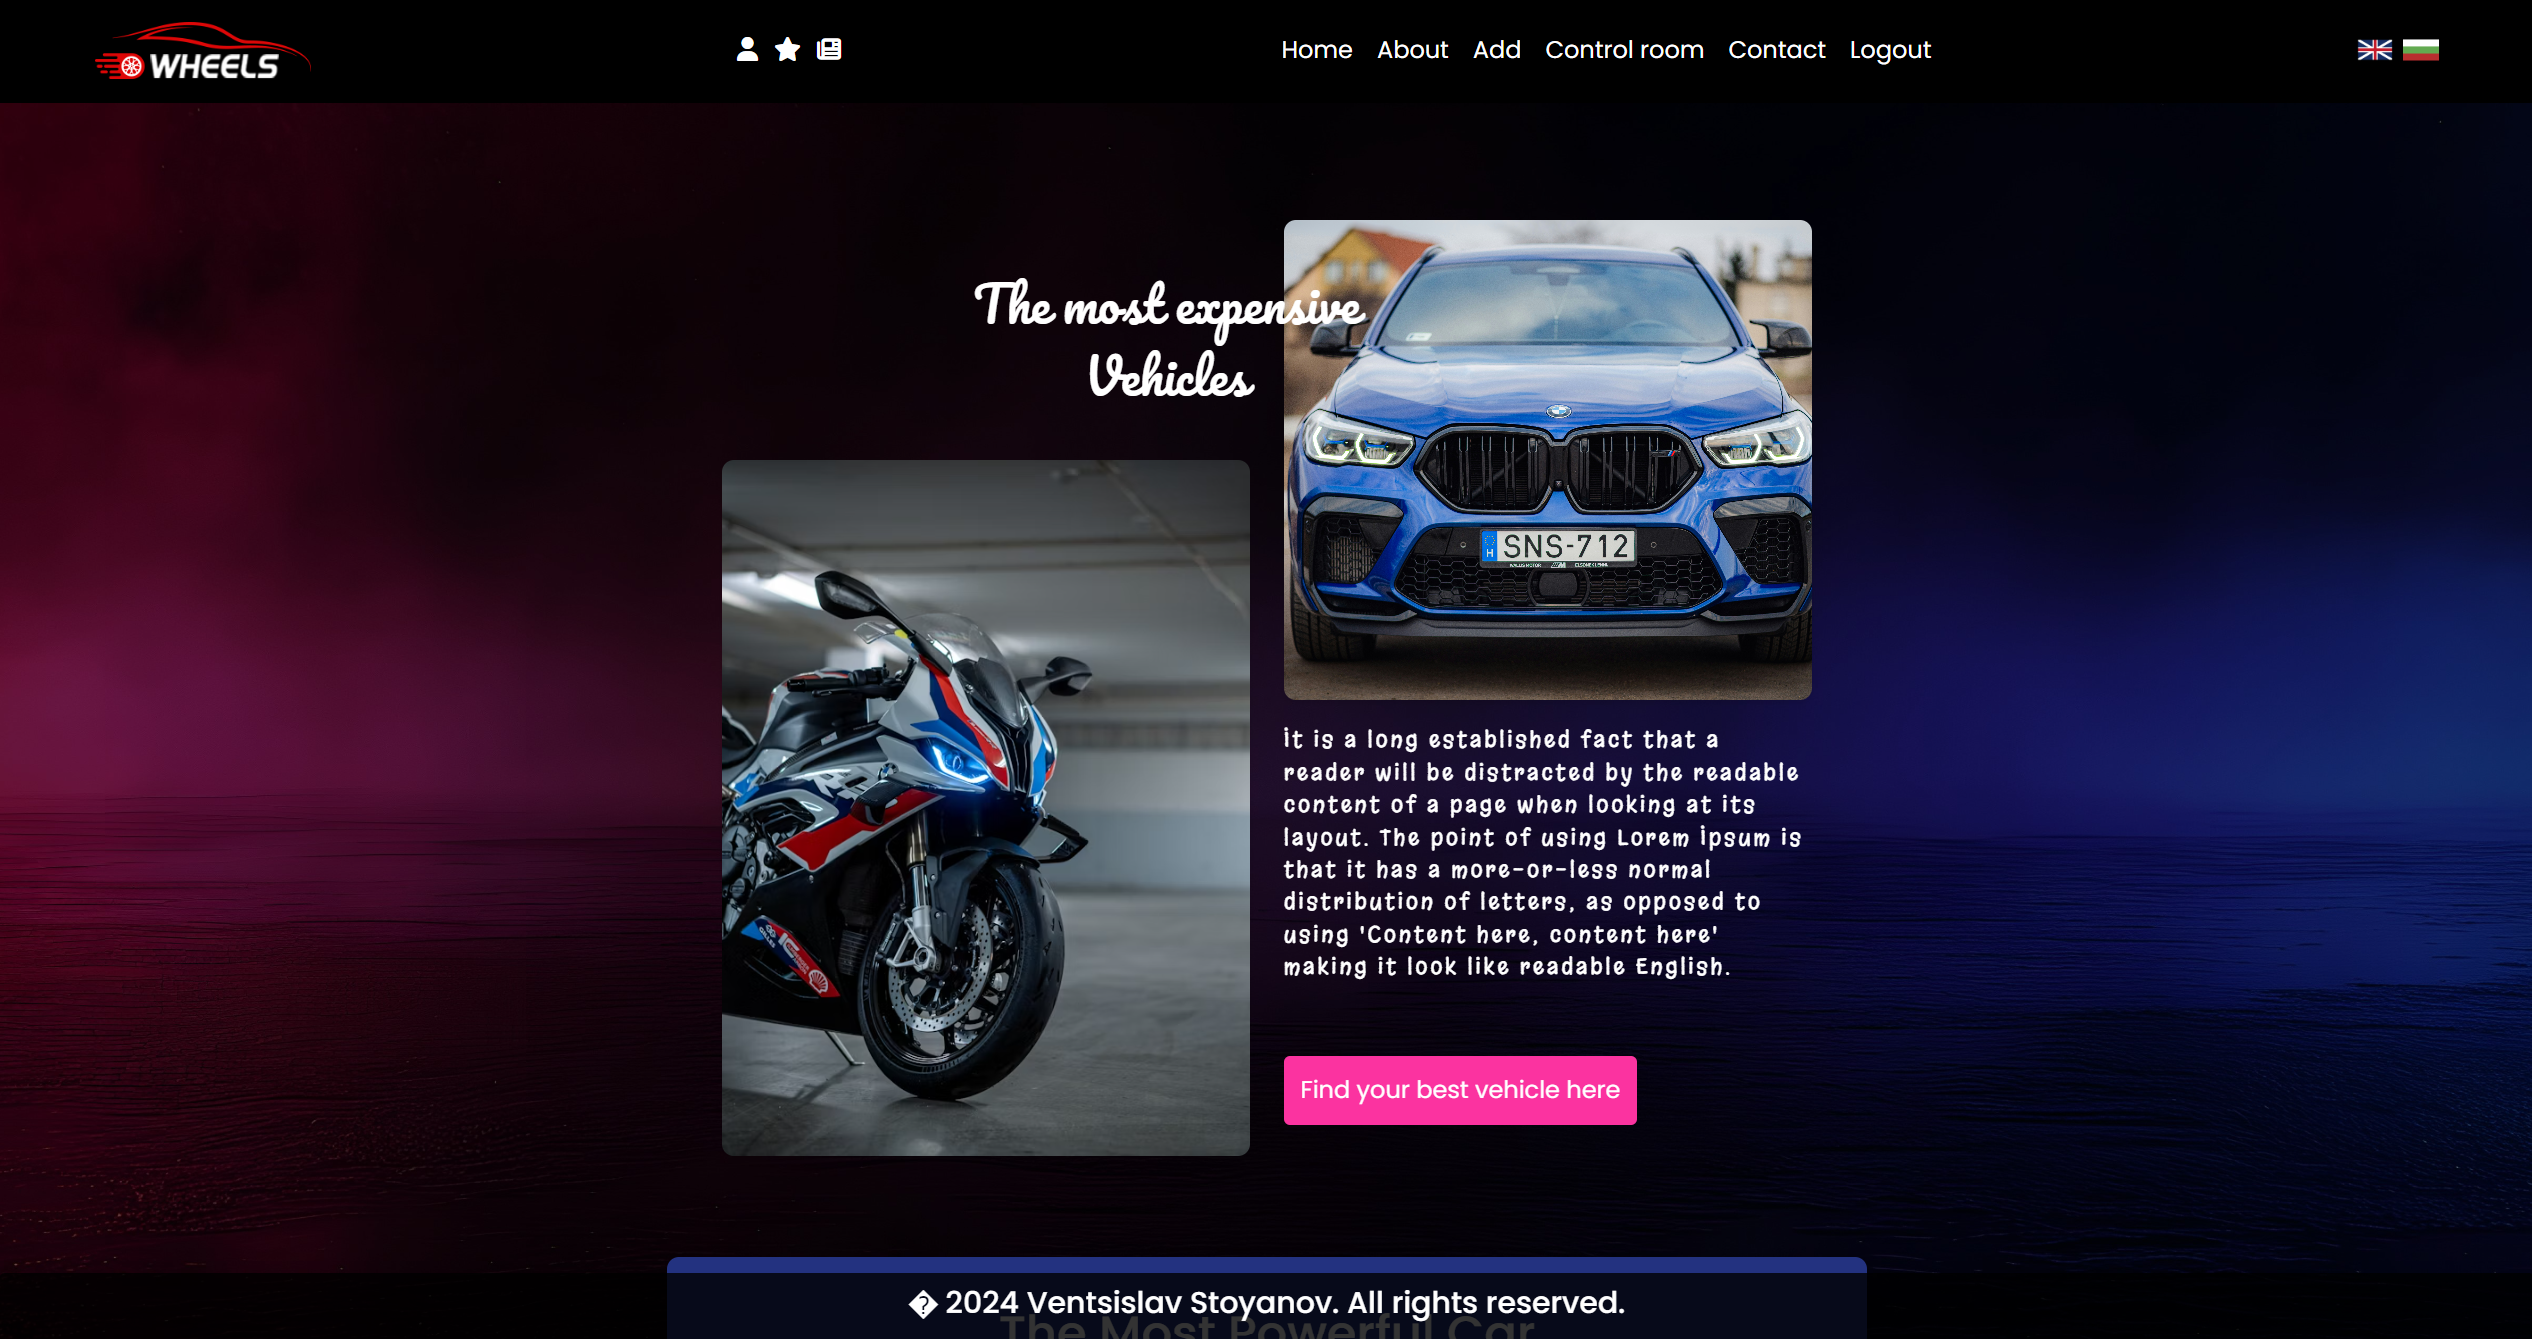 WHEELS
Home About Add Control room Contact Logout
The most expensive
Vehicles
SNS-712
H
It is a long established fact that a
reader will be distracted by the readable
content of a page when looking at its
layout. The point of using Lorem Ipsum is
that it has a more-or-less normal
distribution of letters, as opposed to
using 'Content here, content here'
making it look like readable English.
Find your best vehicle here
� 2024 Ventsislav Stoyanov. All rights reserved.
The Most Powerful Car